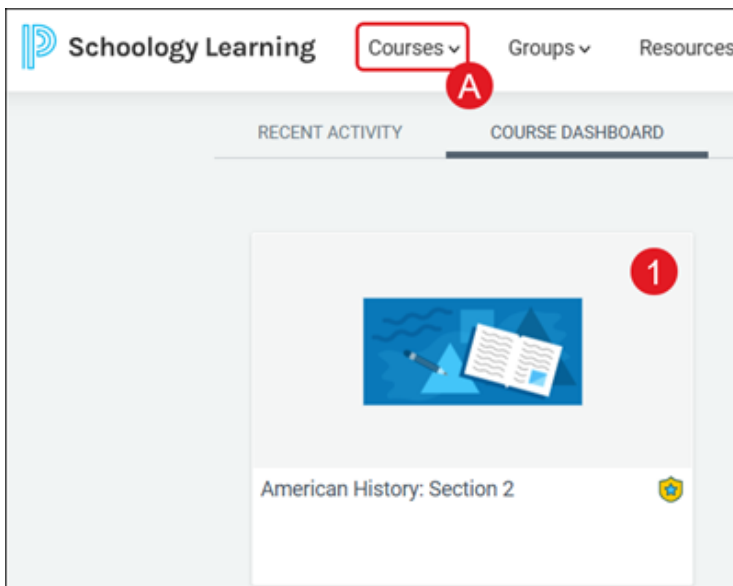 Schoology Learning Courses Groups Resources
A
RECENT ACTIVITY COURSE DASHBOARD
1
American History: Section 2